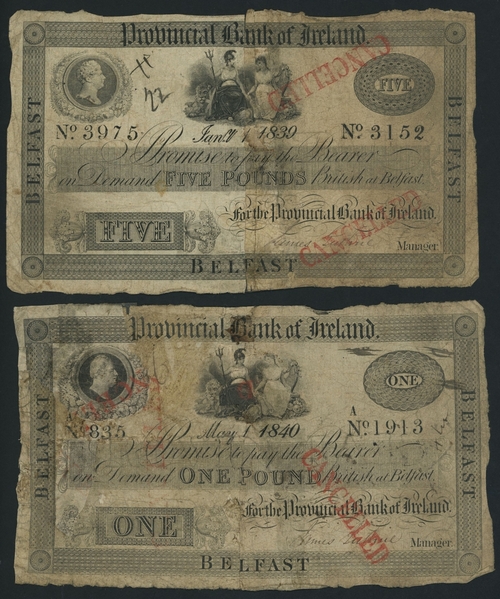 Provincial Bank of Ireland.
CANCELLED
FIVE
No. 3975
1839
No. 3152
I Promise to pay the Bearer
on Demand FIVE POUNDS British at Belfast.
For the Provincial Bank of Ireland.
FIVE
CANCELLED
Manager
BELFAST
BELFAST
BELFAST
Provincial Bank of Ireland.
ONE
A
835
May 1 1840
No. 1913
I Promise to pay the Bearer
on Demand ONE POUND British at Belfast
For the Provincial Bank of Ireland.
ONE
CANCELLED
Manager
BELFAST
BELFAST
BELFAST